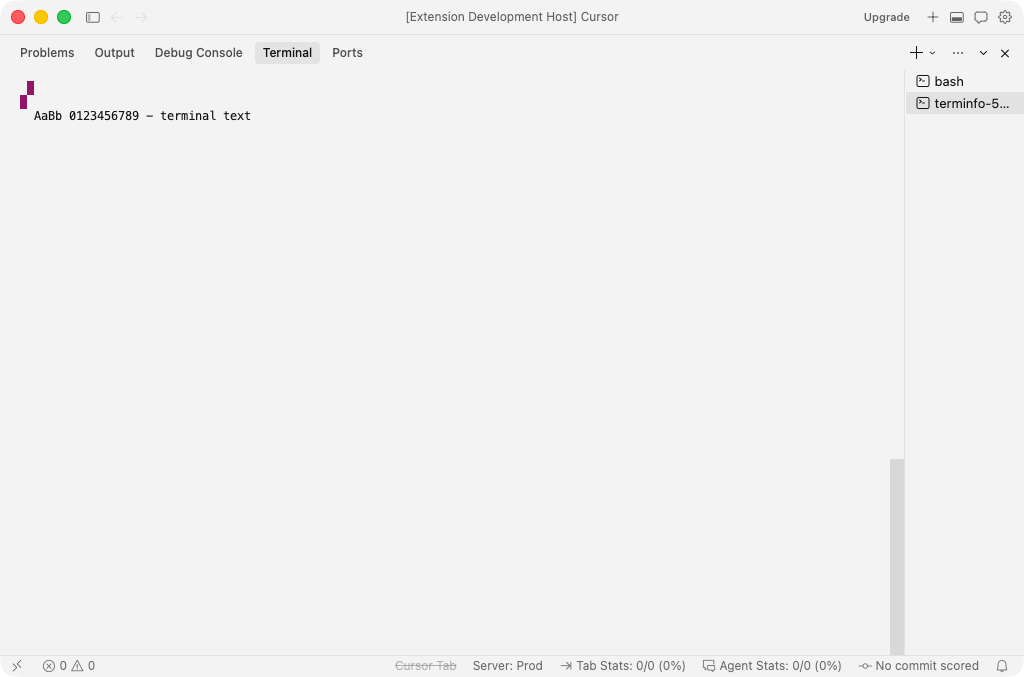 [Extension Development Host] Cursor
Upgrade
Problems Output Debug Console Terminal Ports
bash
terminfo-5...
AaBb 0123456789 – terminal text
0 0 Cursor Tab Server: Prod Tab Stats: 0/0 (0%) Agent Stats: 0/0 (0%) No commit scored